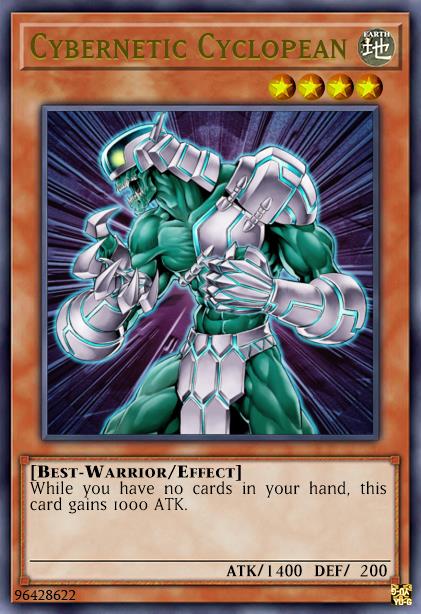 CYBERNETIC CYCLOPEAN
EARTH
地
[BEST-WARRIOR/EFFECT]
While you have no cards in your hand, this
card gains 1000 ATK.
ATK/1400 DEF/ 200
96428622